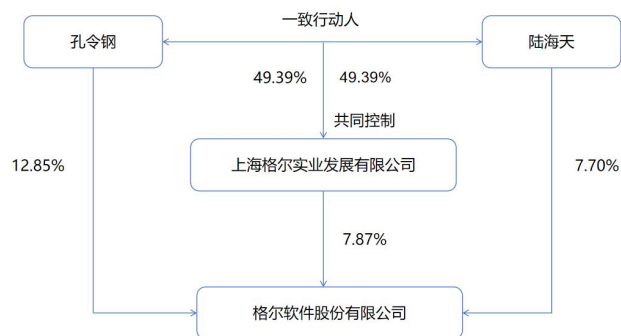 一致行动人
孔令钢
陆海天
49.39%
49.39%
共同控制
12.85%
上海格尔实业发展有限公司
7.70%
7.87%
格尔软件股份有限公司